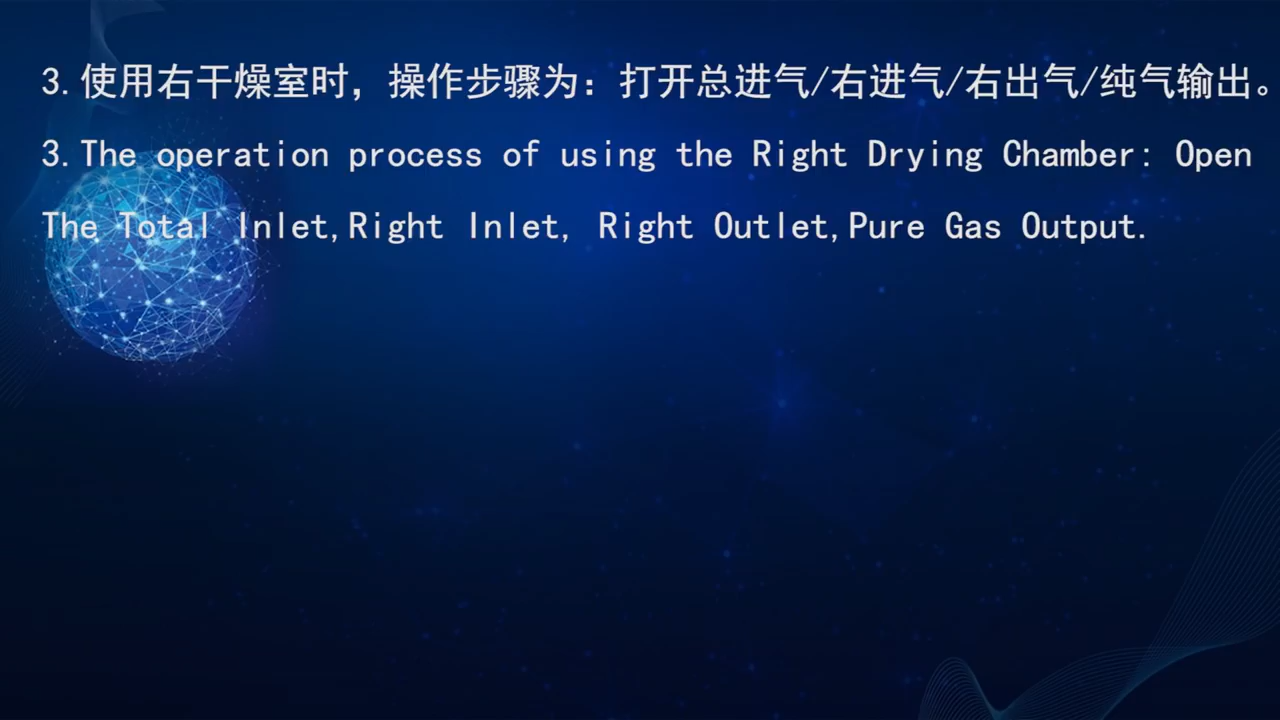 3.使用右干燥室时，操作步骤为：打开总进气/右进气/右出气/纯气输出。
3.The operation process of using the Right Drying Chamber: Open
The Total Inlet,Right Inlet, Right Outlet,Pure Gas Output.